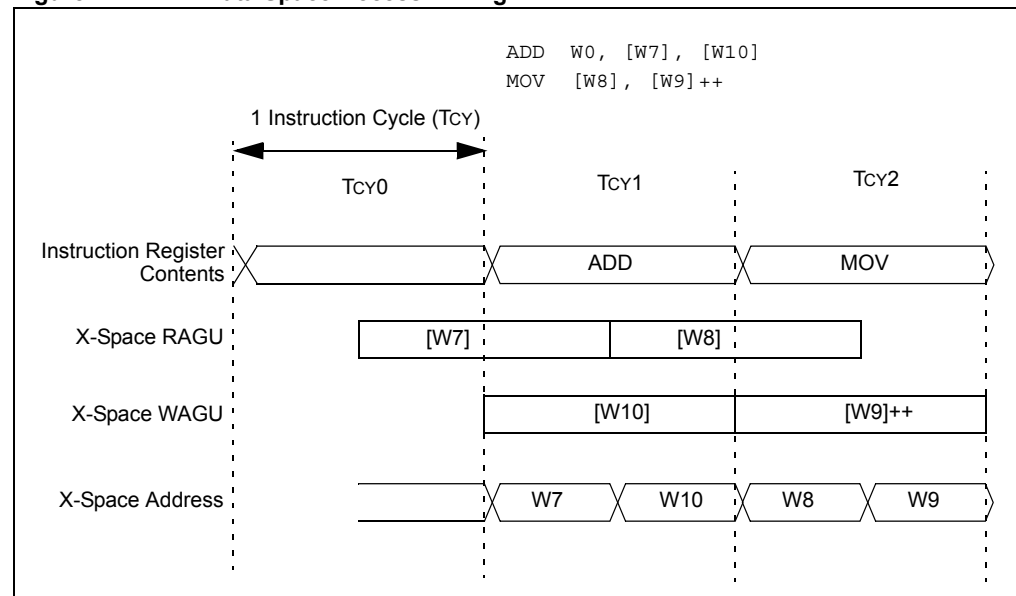 ADD W0, [W7], [W10]
MOV [W8], [W9]++
1 Instruction Cycle (TCY)
TCY0 TCY1 TCY2
Instruction Register
Contents
ADD MOV
X-Space RAGU [W7] [W8]
X-Space WAGU [W10] [W9]++
X-Space Address W7 W10 W8 W9